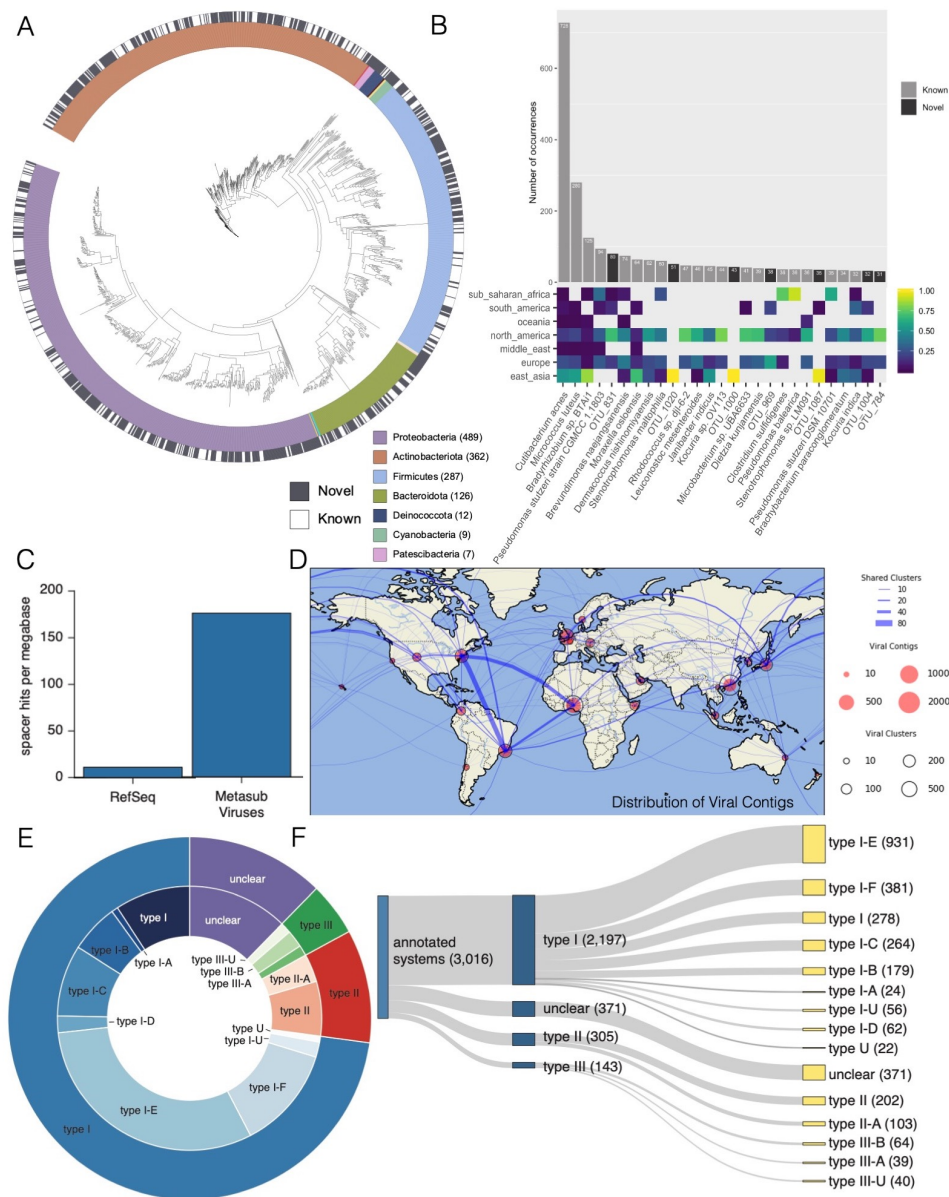 A
Novel
Known
Proteobacteria (489)
Actinobacteriota (362)
Firmicutes (287)
Bacteroidota (126)
Deinococcota (12)
Cyanobacteria (9)
Patescibacteria (7)
B
Number of occurrences
600
400
200
0
Known
Novel
sub_saharan_africa
south_america
oceania
north_america
middle_east
europe
east_asia
1.00
0.75
0.50
0.25
Cutibacterium acnes
Micrococcus luteus
Bradyrhizobium sp. BTAi1
Pseudomonas stutzeri strain CGMCC 1.1803
OTU_831
Brevundimonas naejangsanensis
Moraxella osloensis
Dermacoccus nishinomiyaensis
Stenotrophomonas maltophilia
OTU_1020
Rhodococcus sp. dji-6-2
Leuconostoc mesenteroides
Janibacter indicus
Kocuria sp. OV113
OTU_1000
Microbacterium sp. UBA6633
Dietzia kunjamensis
OTU_969
Clostridium sulfidigenes
Pseudomonas balearica
Stenotrophomonas sp. LM091
OTU_1087
Pseudomonas stutzeri DSM 10701
Brachybacterium paraconglomeratum
Kocuria indica
OTU_1004
OTU_784
C
spacer hits per megabase
200
150
100
50
0
RefSeq
Metasub
Viruses
D
Distribution of Viral Contigs
Shared Clusters
10
20
40
80
Viral Contigs
10
1000
500
2000
Viral Clusters
10
200
100
500
E
unclear
type III
type II
type I
unclear
type III-U
type III-B
type III-A
type II-A
type II
type U
type I-U
type I-F
type I-E
type I-D
type I-C
type I-B
type I-A
type I
F
annotated
systems (3,016)
type I (2,197)
unclear (371)
type II (305)
type III (143)
type I-E (931)
type I-F (381)
type I (278)
type I-C (264)
type I-B (179)
type I-A (24)
type I-U (56)
type I-D (62)
type U (22)
unclear (371)
type II (202)
type II-A (103)
type III-B (64)
type III-A (39)
type III-U (40)